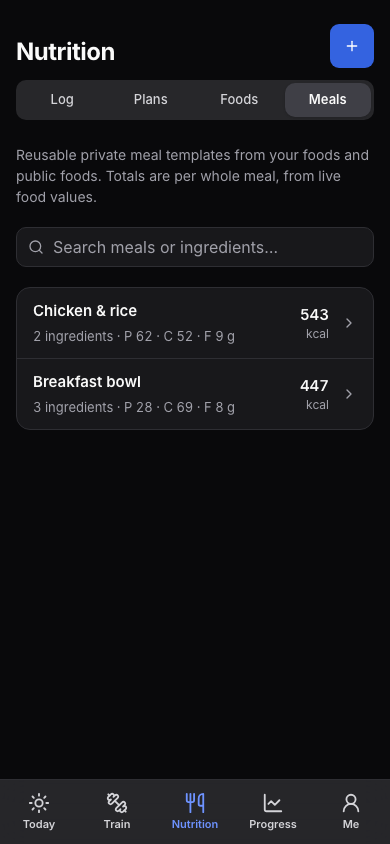 Nutrition
Log
Plans
Foods
Meals
Reusable private meal templates from your foods and
public foods. Totals are per whole meal, from live
food values.
Search meals or ingredients...
Chicken & rice
2 ingredients · P 62 · C 52 · F 9 g
543
kcal
Breakfast bowl
3 ingredients · P 28 · C 69 · F 8 g
447
kcal
Today
Train
Nutrition
Progress
Me